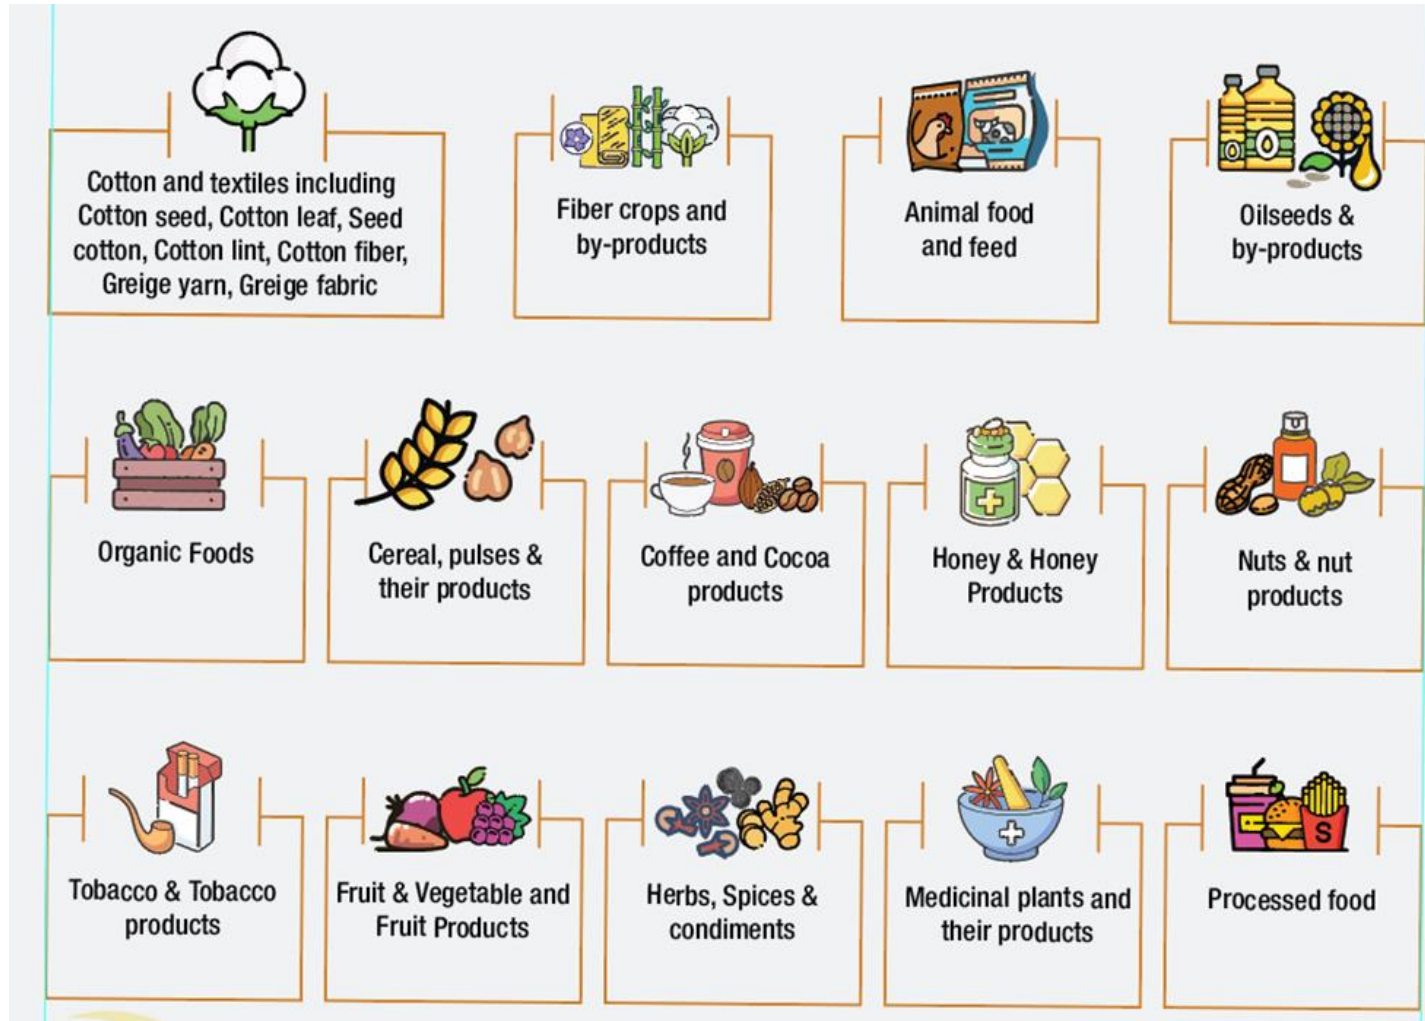 Cotton and textiles including
Cotton seed, Cotton leaf, Seed
cotton, Cotton lint, Cotton fiber,
Greige yarn, Greige fabric
Fiber crops and
by-products
Animal food
and feed
Oilseeds &
by-products
Organic Foods
Cereal, pulses &
their products
Coffee and Cocoa
products
Honey & Honey
Products
Nuts & nut
products
Tobacco & Tobacco
products
Fruit & Vegetable and
Fruit Products
Herbs, Spices &
condiments
Medicinal plants and
their products
S
Processed food